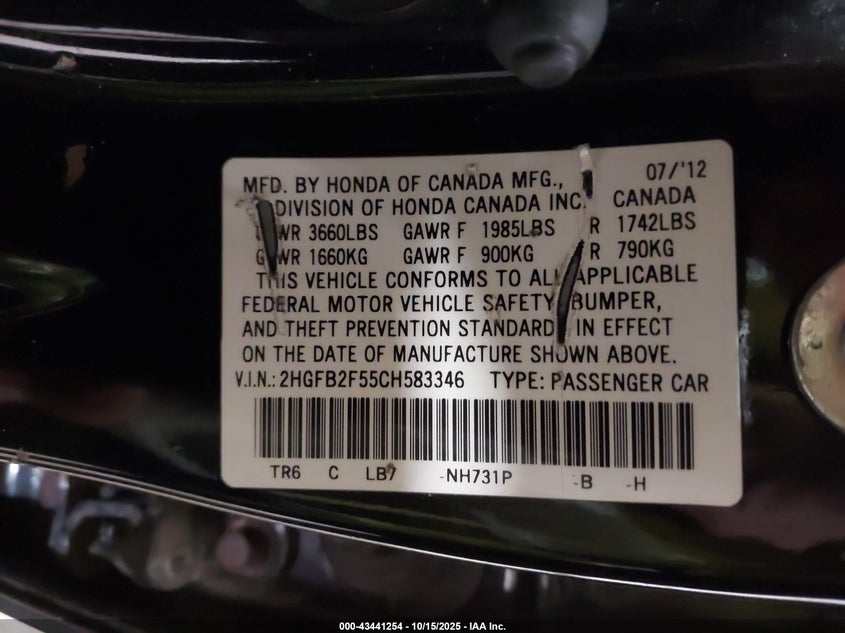 07/'12
MFD. BY HONDA OF CANADA MFG.,
DIVISION OF HONDA CANADA INC. CANADA
3660LBS GAWR F 1985LBS R 1742LBS
1660KG GAWR F 900KG R 790KG
THIS VEHICLE CONFORMS TO ALL APPLICABLE
FEDERAL MOTOR VEHICLE SAFETY BUMPER,
AND THEFT PREVENTION STANDARD IN EFFECT
ON THE DATE OF MANUFACTURE SHOWN ABOVE.
V.I.N.: 2HGFB2F55CH583346 TYPE: PASSENGER CAR
TR6 C LB7 -NH731P -B -H
000-43441254 - 10/15/2025 - IAA Inc.